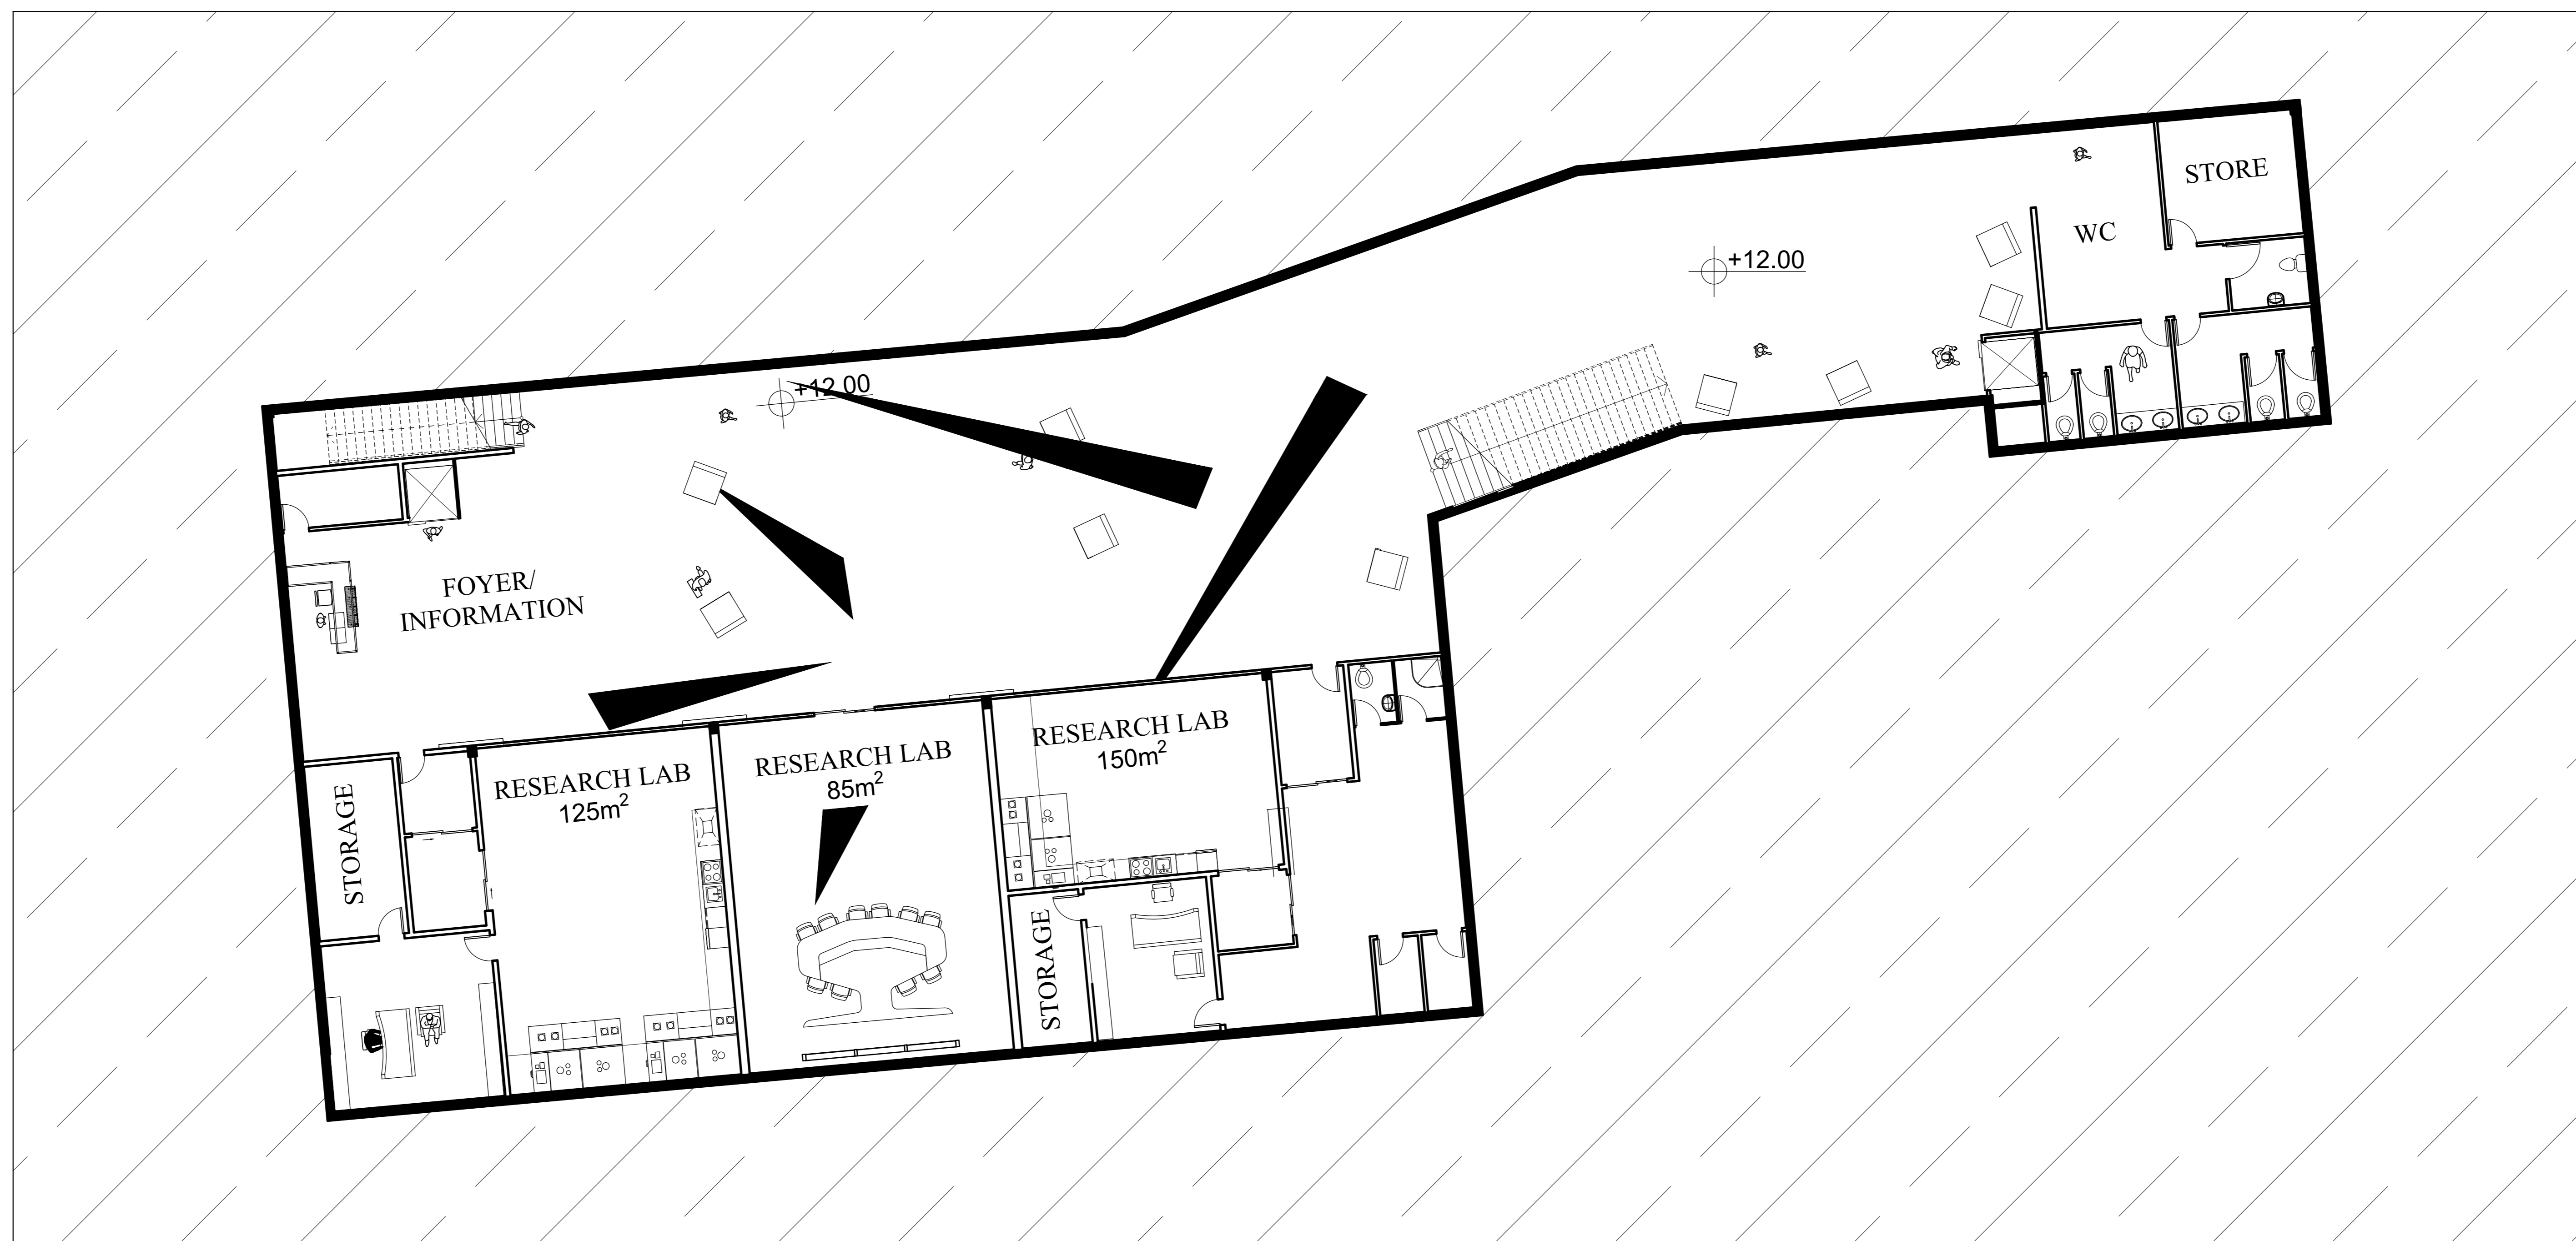 STORE
WC
+12.00
+12.00
FOYER/
INFORMATION
RESEARCH LAB
150m²
RESEARCH LAB
85m²
RESEARCH LAB
125m²
STORAGE
STORAGE